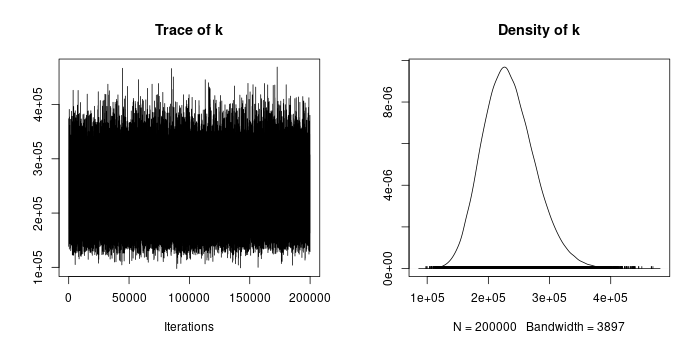 Trace of k
1e+05 2e+05 3e+05 4e+05
0 50000 100000 150000 200000
Iterations
Density of k
0e+00 4e-06 8e-06
1e+05 2e+05 3e+05 4e+05
N = 200000 Bandwidth = 3897